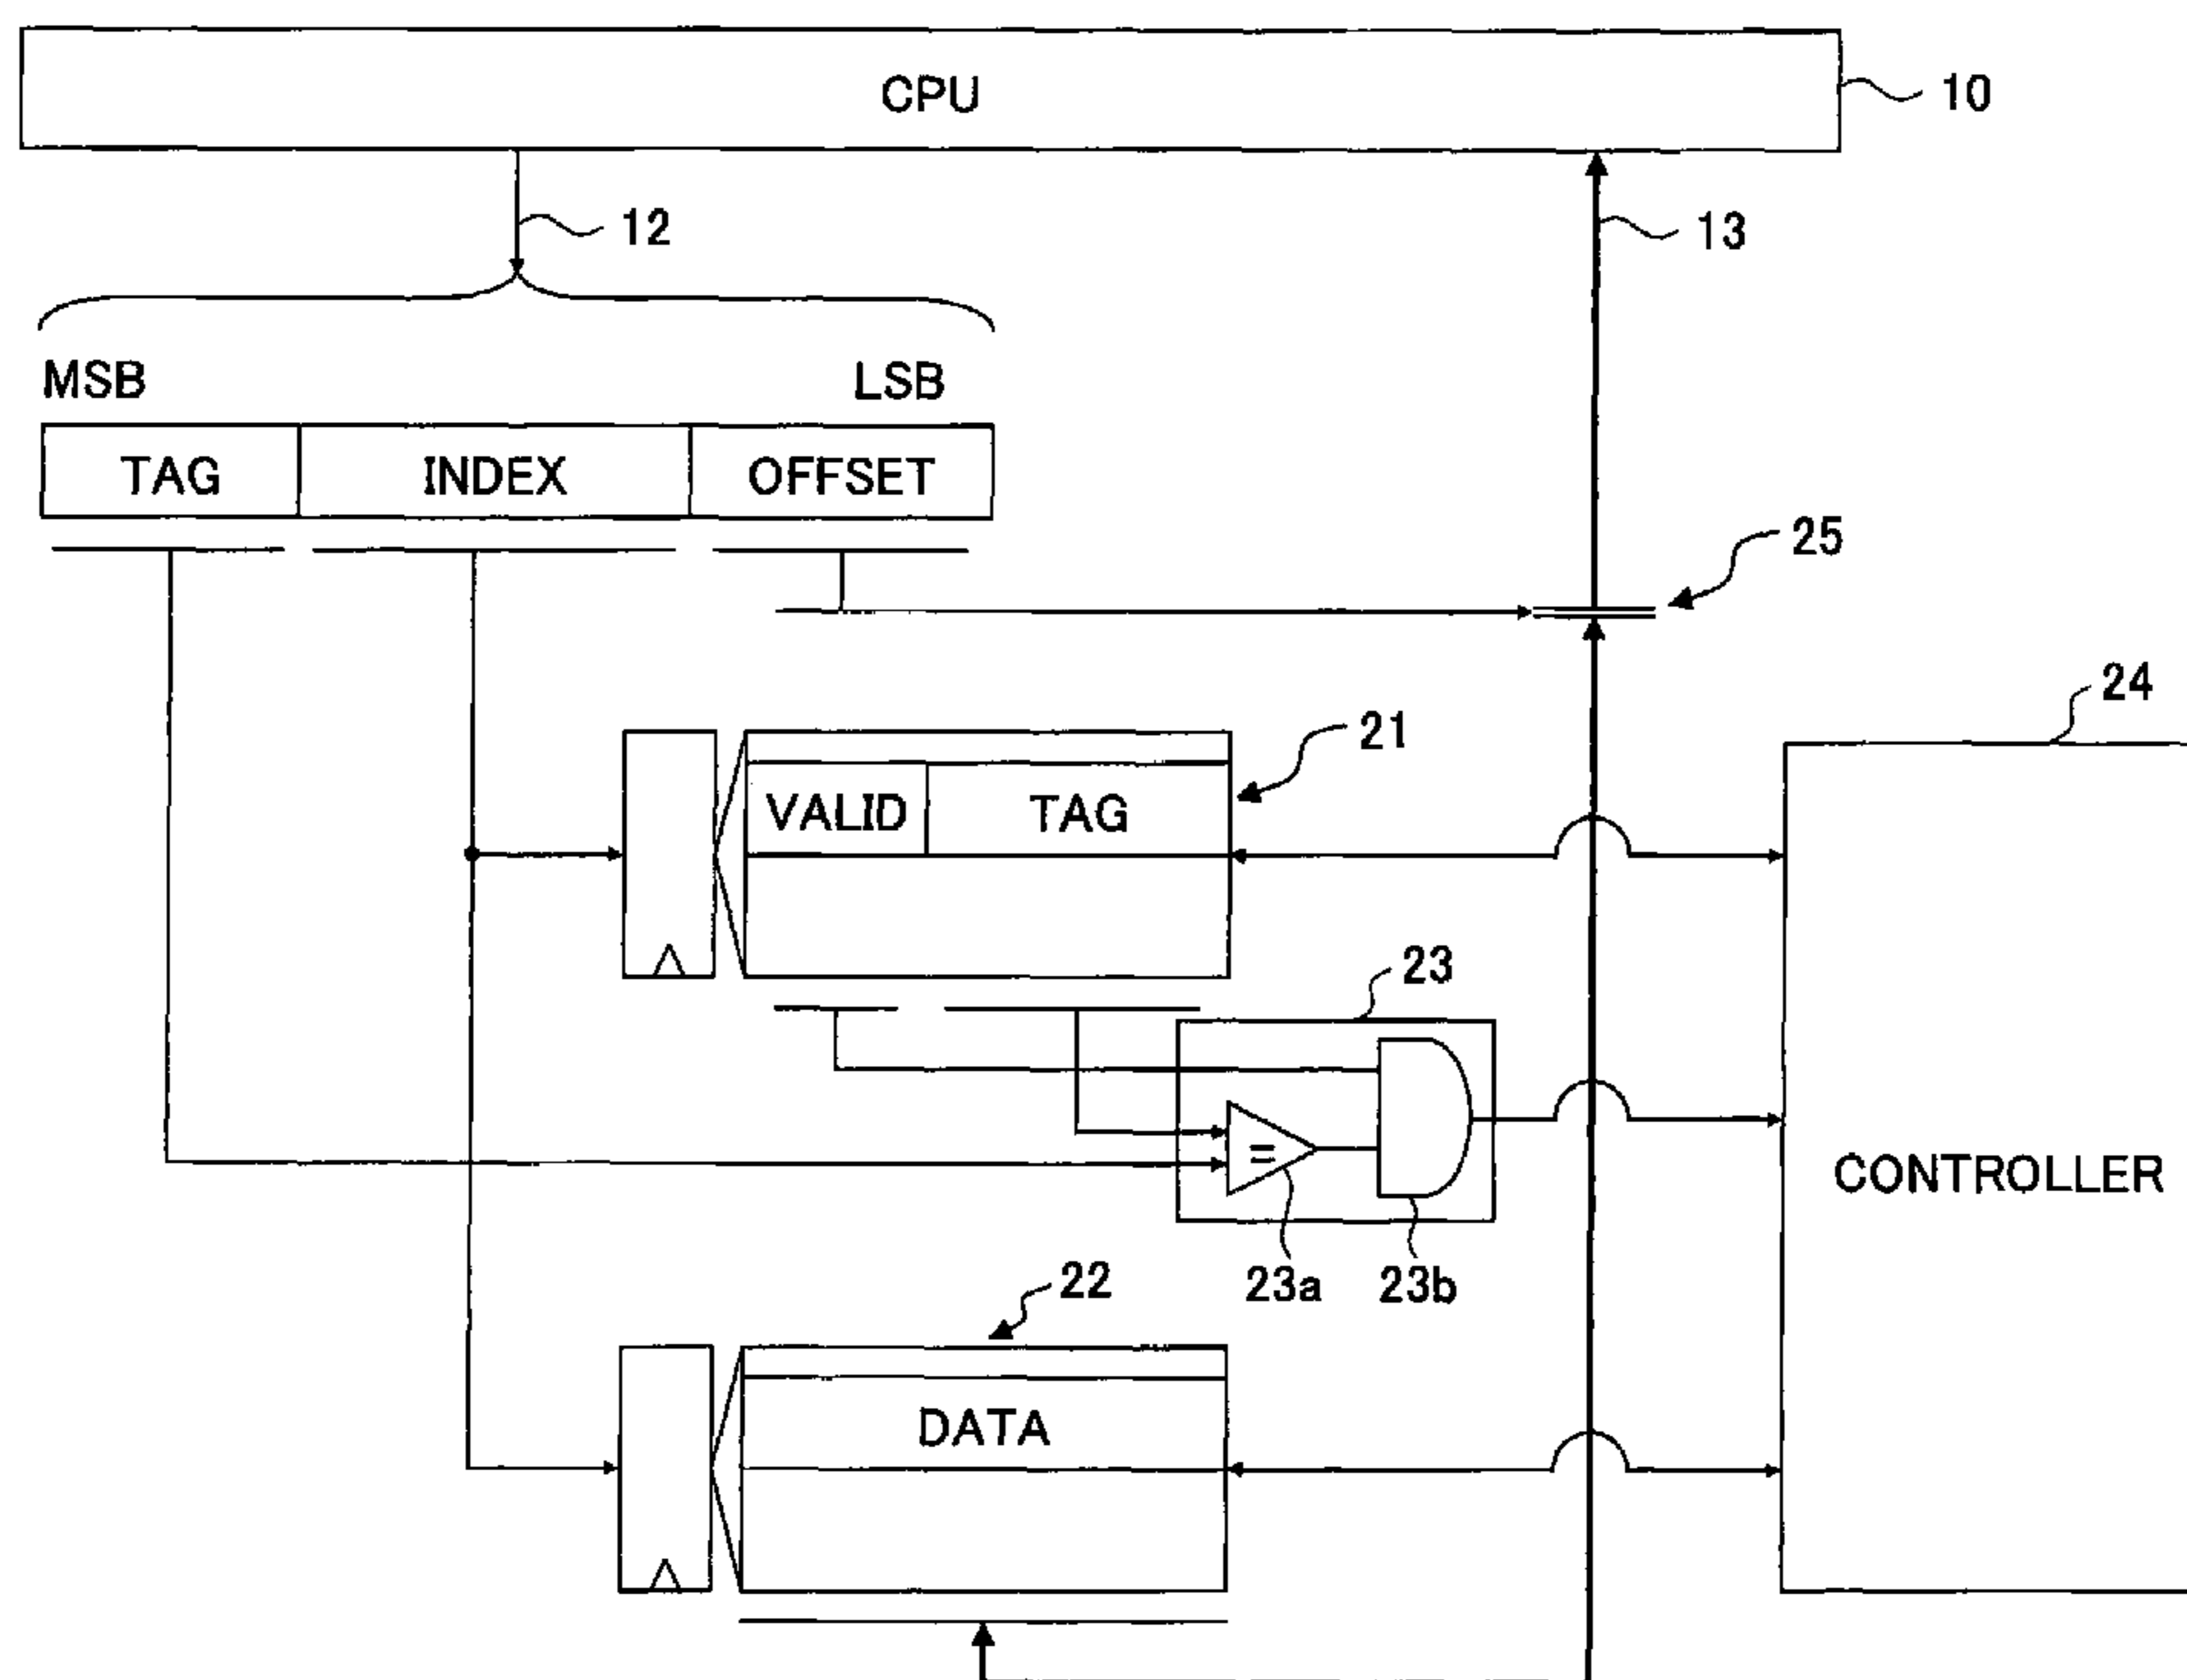 CPU
10
12
13
MSB LSB
TAG INDEX OFFSET
25
24
21
VALID TAG
23
=
CONTROLLER
23a 23b
22
DATA